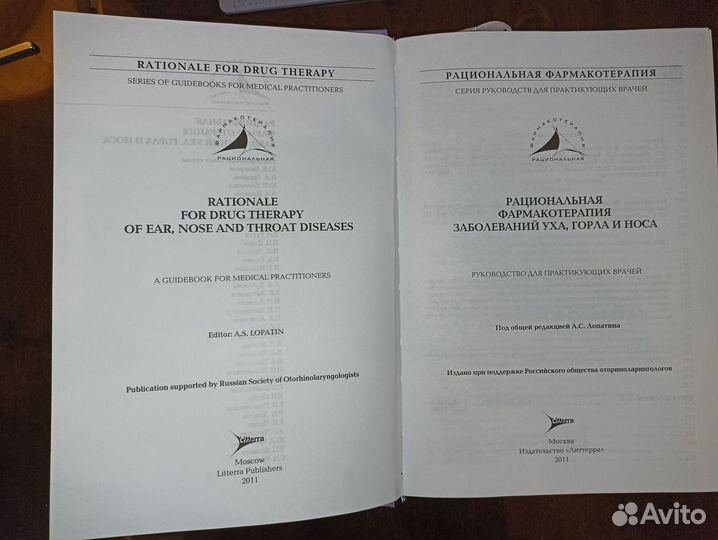 RATIONALE FOR DRUG THERAPY
SERIES OF GUIDEBOOKS FOR MEDICAL PRACTITIONERS
ФАРМАКОТЕРАПИЯ
РАЦИОНАЛЬНАЯ
RATIONALE
FOR DRUG THERAPY
OF EAR, NOSE AND THROAT DISEASES
A GUIDEBOOK FOR MEDICAL PRACTITIONERS
Editor: A.S. LOPATIN
Publication supported by Russian Society of Otorhinolaryngologists
Litterra
Moscow
Litterra Publishers
2011
РАЦИОНАЛЬНАЯ ФАРМАКОТЕРАПИЯ
СЕРИЯ РУКОВОДСТВ ДЛЯ ПРАКТИКУЮЩИХ ВРАЧЕЙ
ФАРМАКОТЕРАПИЯ
РАЦИОНАЛЬНАЯ
РАЦИОНАЛЬНАЯ
ФАРМАКОТЕРАПИЯ
ЗАБОЛЕВАНИЙ УХА, ГОРЛА И НОСА
РУКОВОДСТВО ДЛЯ ПРАКТИКУЮЩИХ ВРАЧЕЙ
Под общей редакцией А.С. Лопатина
Издано при поддержке Российского общества оториноларингологов
Litterra
Москва
Издательство «Литтерра»
2011
Avito